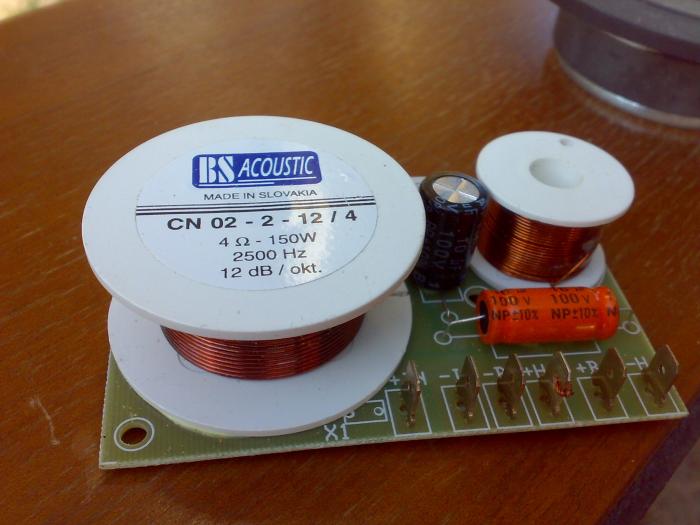 BS ACOUSTIC
MADE IN SLOVAKIA
CN 02 - 2 - 12 / 4
4 Ω - 150W
2500 Hz
12 dB / okt.
100V
100 V 100 V
NP±10% NP±10% N
+H
-H